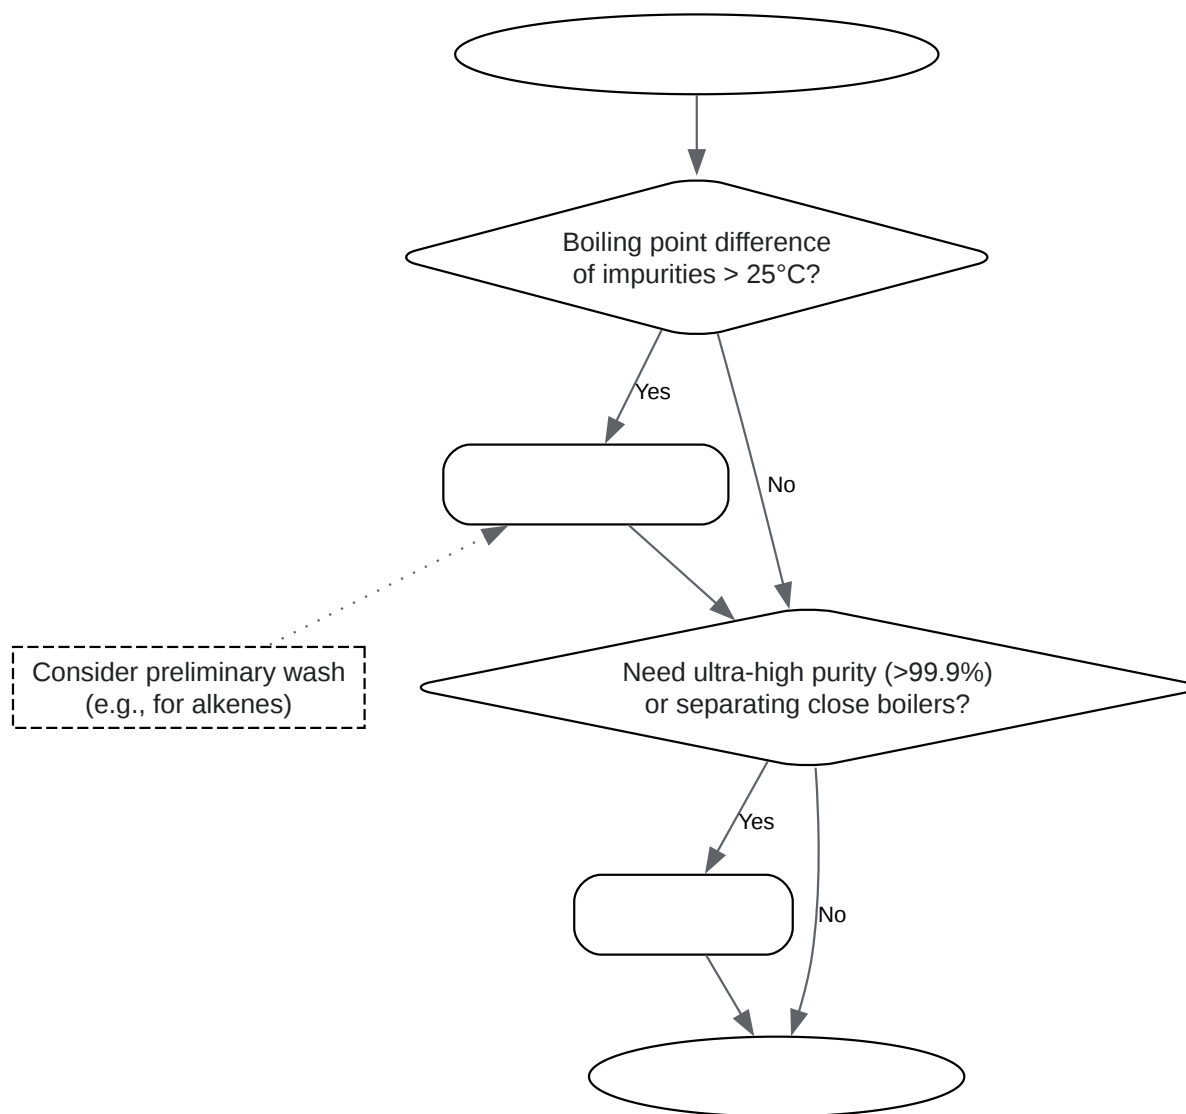 Boiling point difference
of impurities > 25°C?
Yes
No
Consider preliminary wash
(e.g., for alkenes)
Need ultra-high purity (>99.9%)
or separating close boilers?
Yes
No